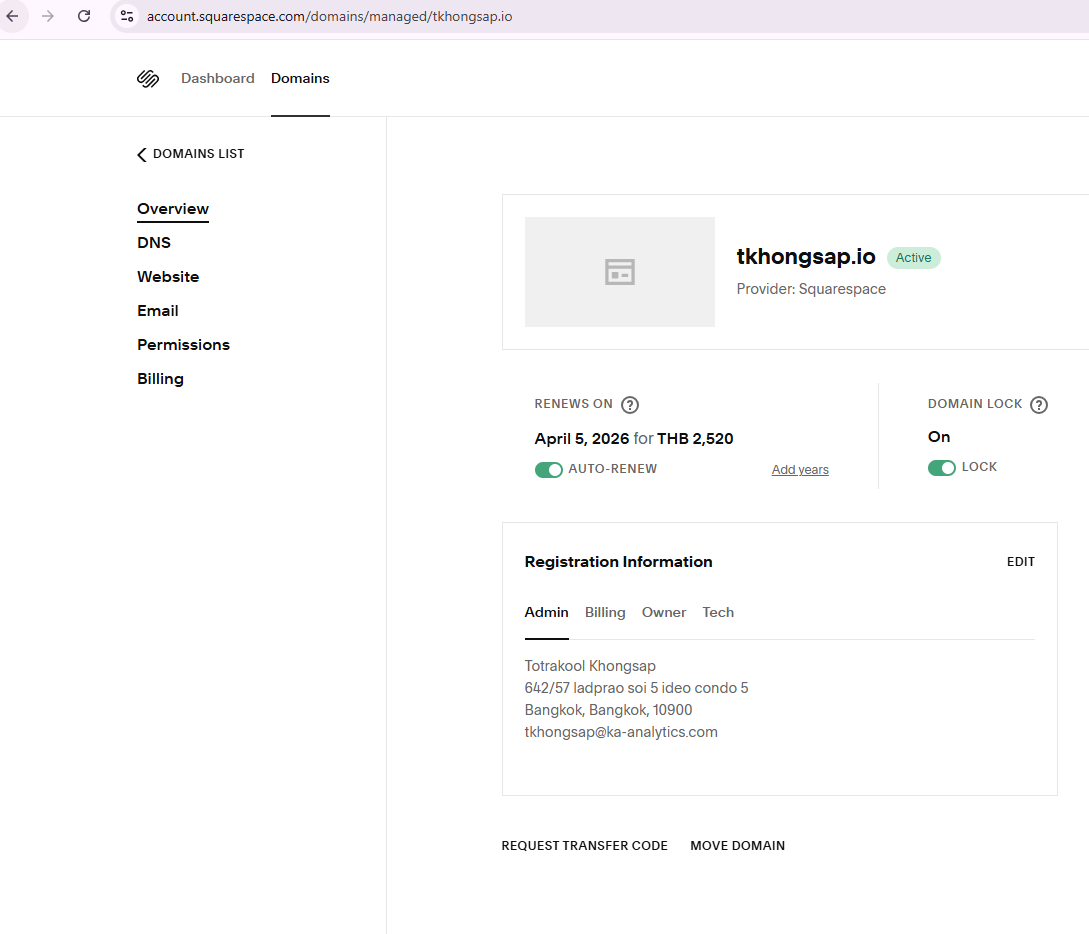 account.squarespace.com/domains/managed/tkhongsap.io
Dashboard Domains
DOMAINS LIST
Overview
DNS
Website
Email
Permissions
Billing
tkhongsap.io Active
Provider: Squarespace
RENEWS ON ?
April 5, 2026 for THB 2,520
AUTO-RENEW Add years
DOMAIN LOCK ?
On
LOCK
Registration Information EDIT
Admin Billing Owner Tech
Totrakool Khongsap
642/57 ladprao soi 5 ideo condo 5
Bangkok, Bangkok, 10900
tkhongsap@ka-analytics.com
REQUEST TRANSFER CODE MOVE DOMAIN